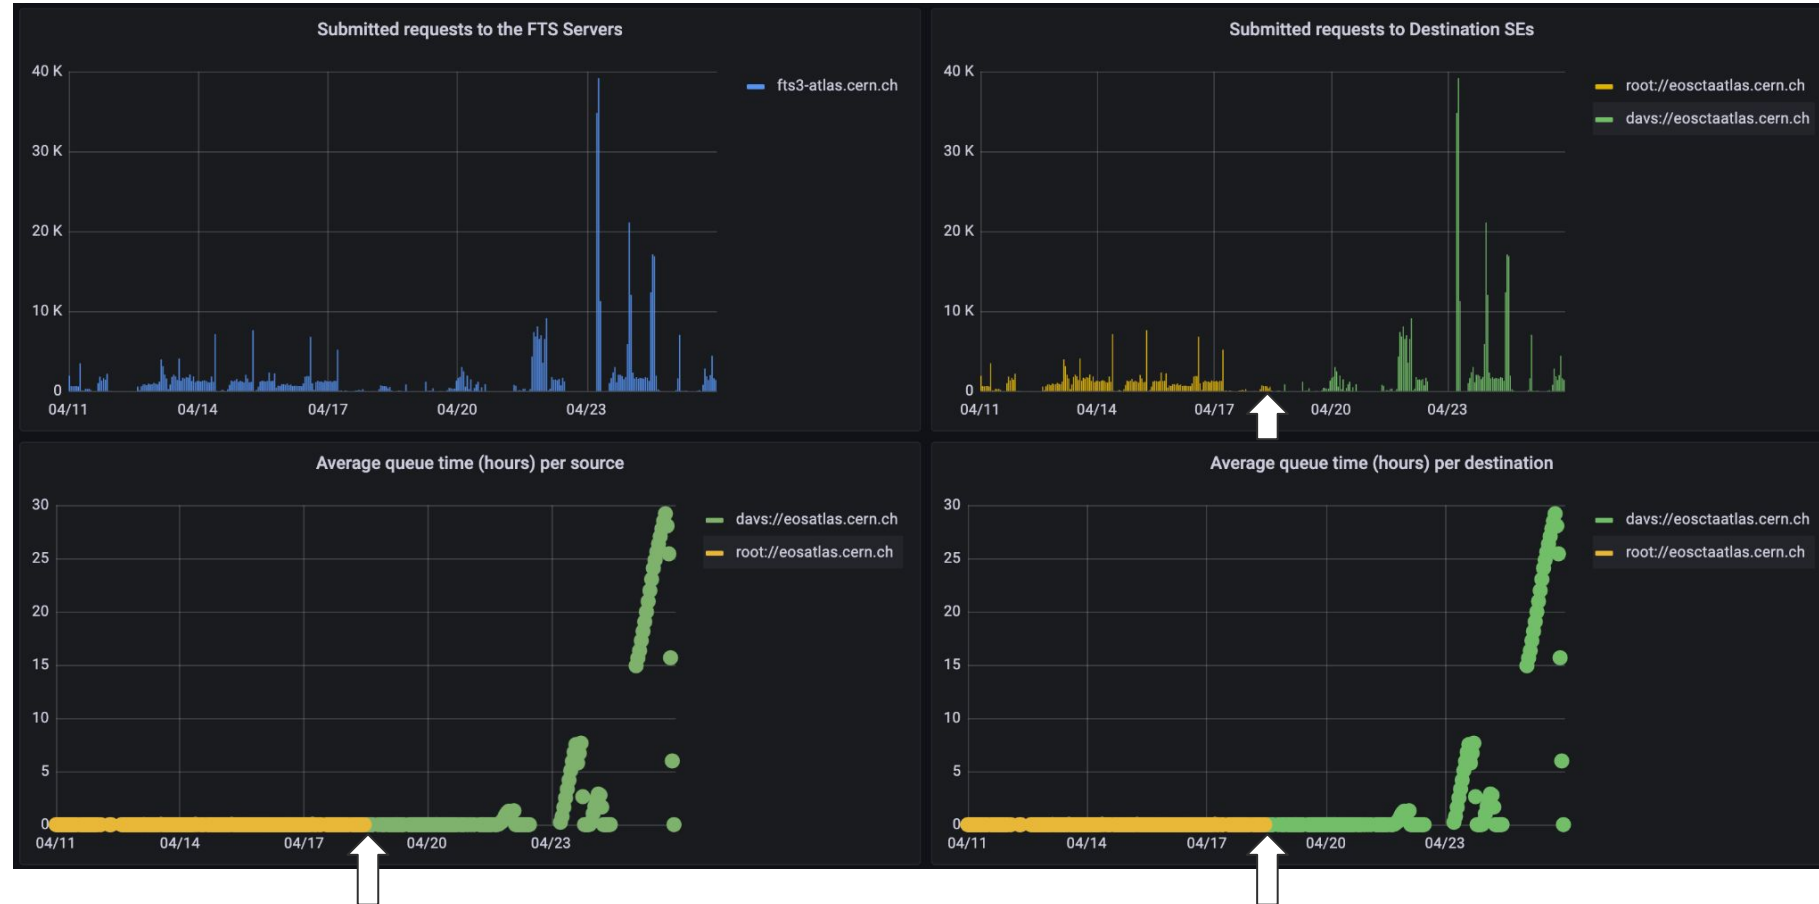 Submitted requests to the FTS Servers
40 K
30 K
20 K
10 K
0
04/11 04/14 04/17 04/20 04/23
fts3-atlas.cern.ch
Submitted requests to Destination SEs
40 K
30 K
20 K
10 K
0
04/11 04/14 04/17 04/20 04/23
root://eosctaatlas.cern.ch
davs://eosctaatlas.cern.ch
Average queue time (hours) per source
30
25
20
15
10
5
0
04/11 04/14 04/17 04/20 04/23
davs://eosatlas.cern.ch
root://eosatlas.cern.ch
Average queue time (hours) per destination
30
25
20
15
10
5
0
04/11 04/14 04/17 04/20 04/23
davs://eosctaatlas.cern.ch
root://eosctaatlas.cern.ch